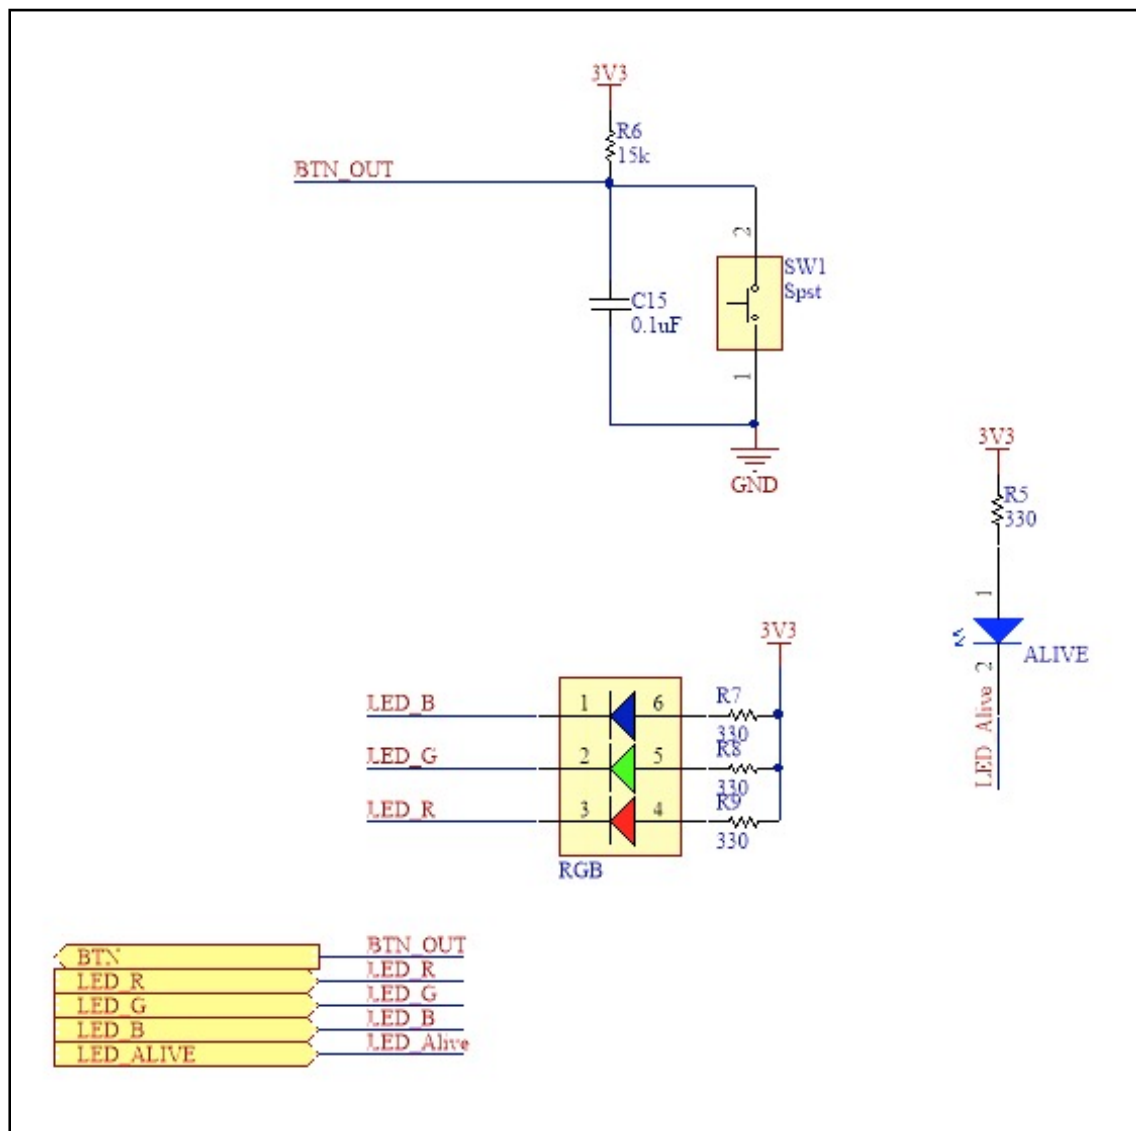 3V3
R6
15k
BTN_OUT
2
SW1
Spst
C15
0.1uF
1
GND
3V3
R5
330
1
ALIVE
2
LED_Alive
3V3
LED_B
1
6
R7
330
LED_G
2
5
R8
330
LED_R
3
4
R9
330
RGB
BTN BTN_OUT
LED_R LED_R
LED_G LED_G
LED_B LED_B
LED_ALIVE LED_Alive